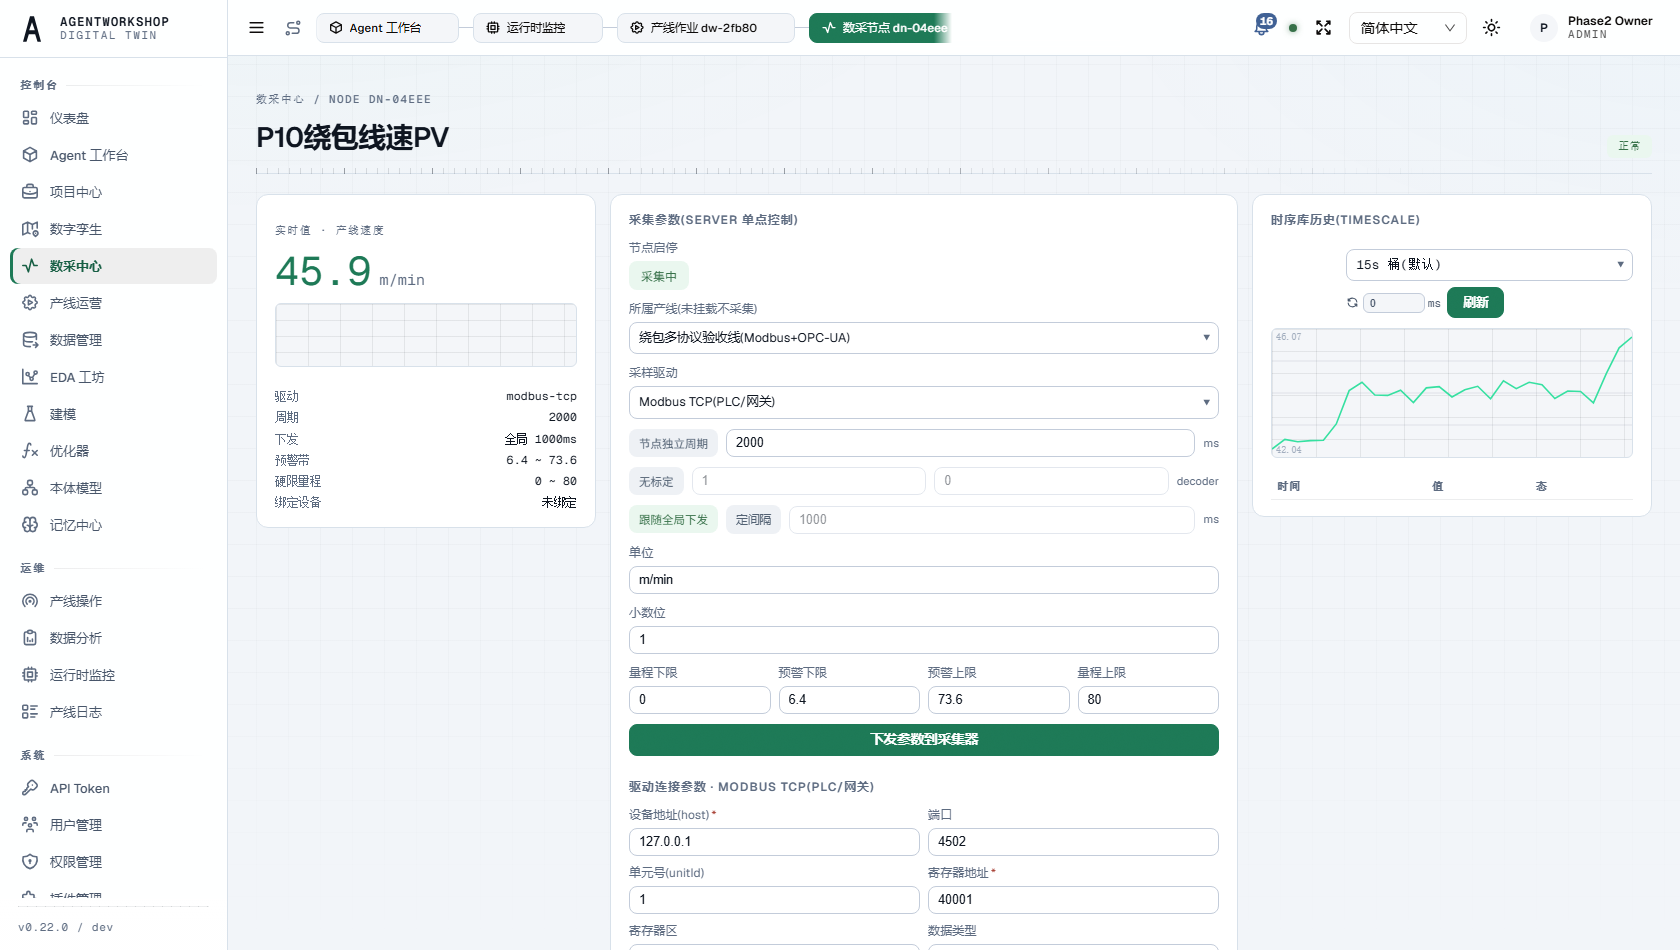 AGENTWORKSHOP
DIGITAL TWIN
控制台
仪表盘
Agent 工作台
项目中心
数字孪生
数采中心
产线运营
数据管理
EDA 工坊
建模
优化器
本体模型
记忆中心
运维
产线操作
数据分析
运行时监控
产线日志
系统
API Token
用户管理
权限管理
插件管理
v0.22.0 / dev
Agent 工作台
运行时监控
产线作业 dw-2fb80
数采节点 dn-04eee
16
简体中文
P
Phase2 Owner
ADMIN
数采中心 / NODE DN-04EEE
P10绕包线速PV
正常
实时值 · 产线速度
45.9 m/min
驱动 modbus-tcp
周期 2000
下发 全局 1000ms
预警带 6.4 ~ 73.6
硬限量程 0 ~ 80
绑定设备 未绑定
采集参数(SERVER 单点控制)
节点启停
采集中
所属产线(未挂载不采集)
绕包多协议验收线(Modbus+OPC-UA)
采样驱动
Modbus TCP(PLC/网关)
节点独立周期 2000 ms
无标定 1 0 decoder
跟随全局下发 定间隔 1000 ms
单位
m/min
小数位
1
量程下限 预警下限 预警上限 量程上限
0 6.4 73.6 80
下发参数到采集器
驱动连接参数 · MODBUS TCP(PLC/网关)
设备地址(host) * 端口
127.0.0.1 4502
单元号(unitId) 寄存器地址 *
1 40001
寄存器区 数据类型
时序库历史(TIMESCALE)
15s 桶(默认)
0 ms 刷新
46.07
42.04
时间 值 态